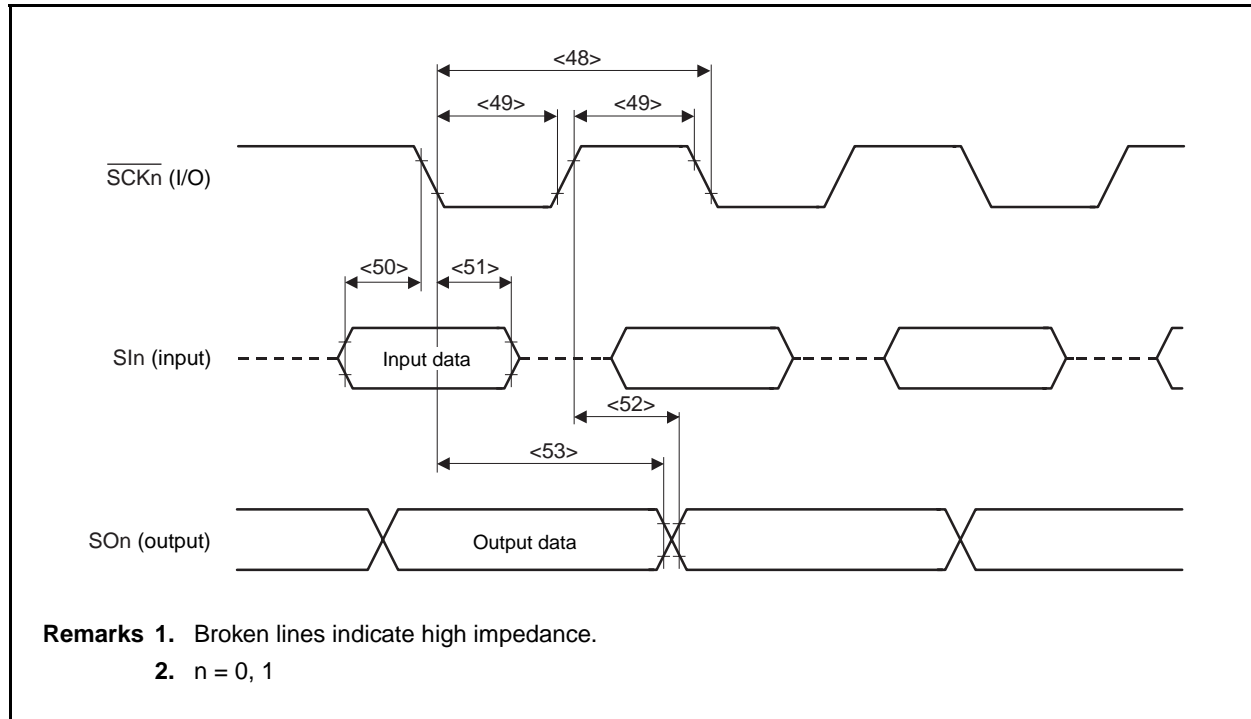 <48>
<49> <49>
S̅C̅K̅n̅ (I/O)
<50> <51>
SIn (input)
Input data
<52>
<53>
SOn (output)
Output data
Remarks 1. Broken lines indicate high impedance.
2. n = 0, 1